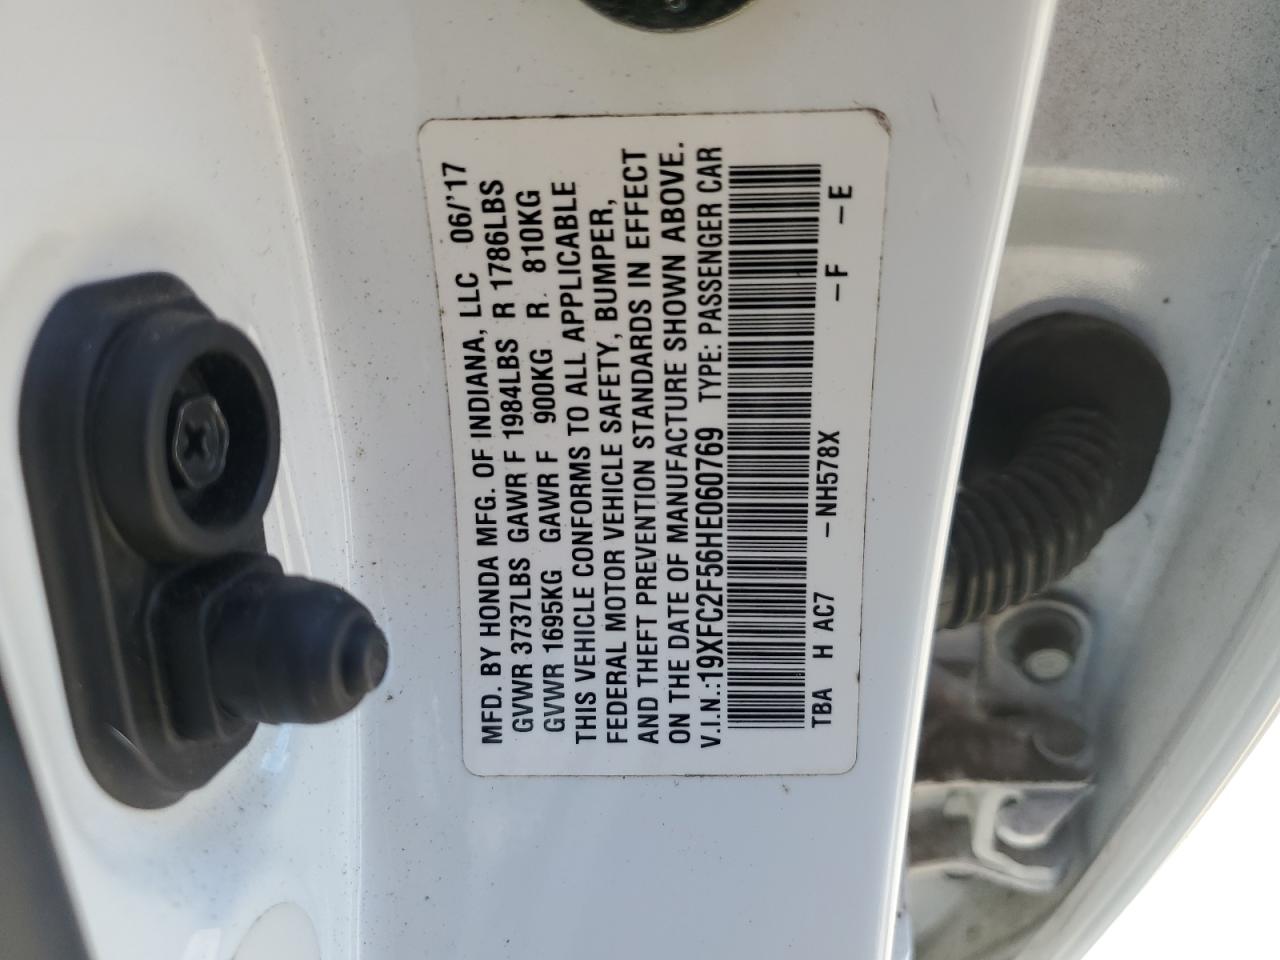 MFD. BY HONDA MFG. OF INDIANA, LLC 06/'17
GVWR 3737LBS GAWR F 1984LBS R 1786LBS
GVWR 1695KG GAWR F 900KG R. 810KG
THIS VEHICLE CONFORMS TO ALL APPLICABLE
FEDERAL MOTOR VEHICLE SAFETY, BUMPER,
AND THEFT PREVENTION STANDARDS IN EFFECT
ON THE DATE OF MANUFACTURE SHOWN ABOVE.
V.I.N.:19XFC2F56HE060769 TYPE: PASSENGER CAR
TBA H AC7 -NH578X -F -E